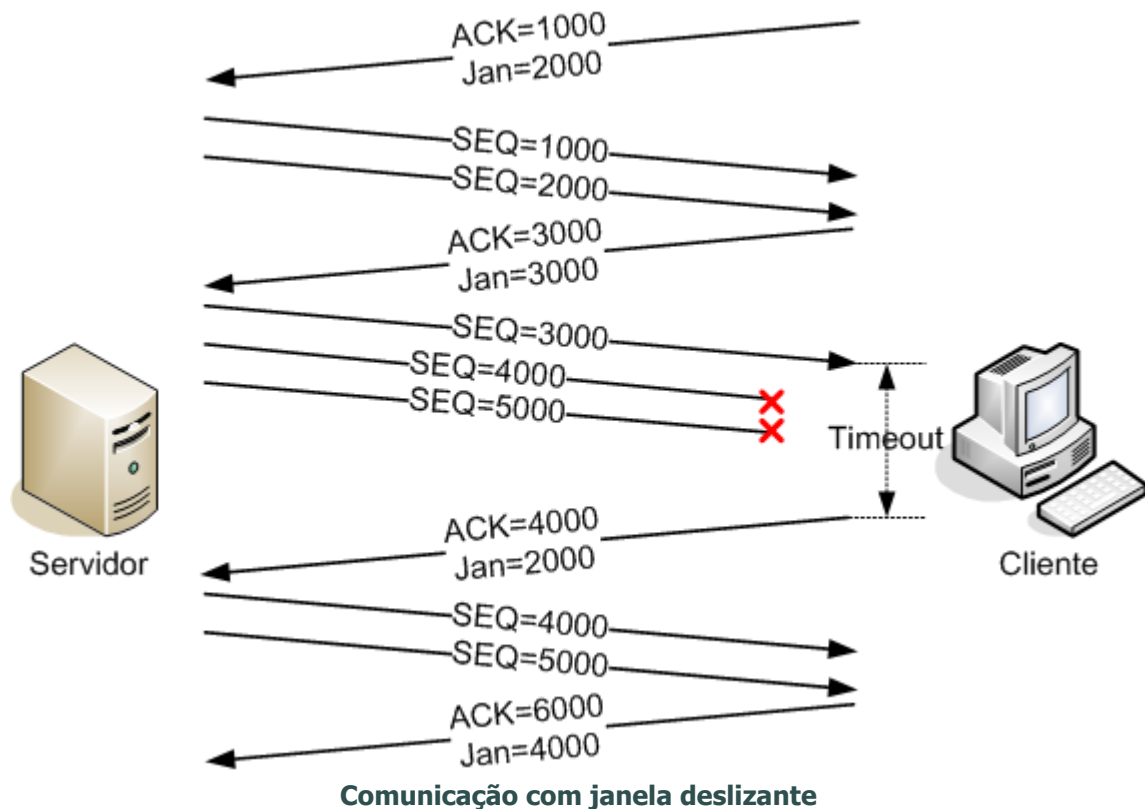 ACK=1000
Jan=2000
SEQ=1000
SEQ=2000
ACK=3000
Jan=3000
SEQ=3000
SEQ=4000
SEQ=5000
Timeout
ACK=4000
Jan=2000
Servidor
Cliente
SEQ=4000
SEQ=5000
ACK=6000
Jan=4000
Comunicação com janela deslizante